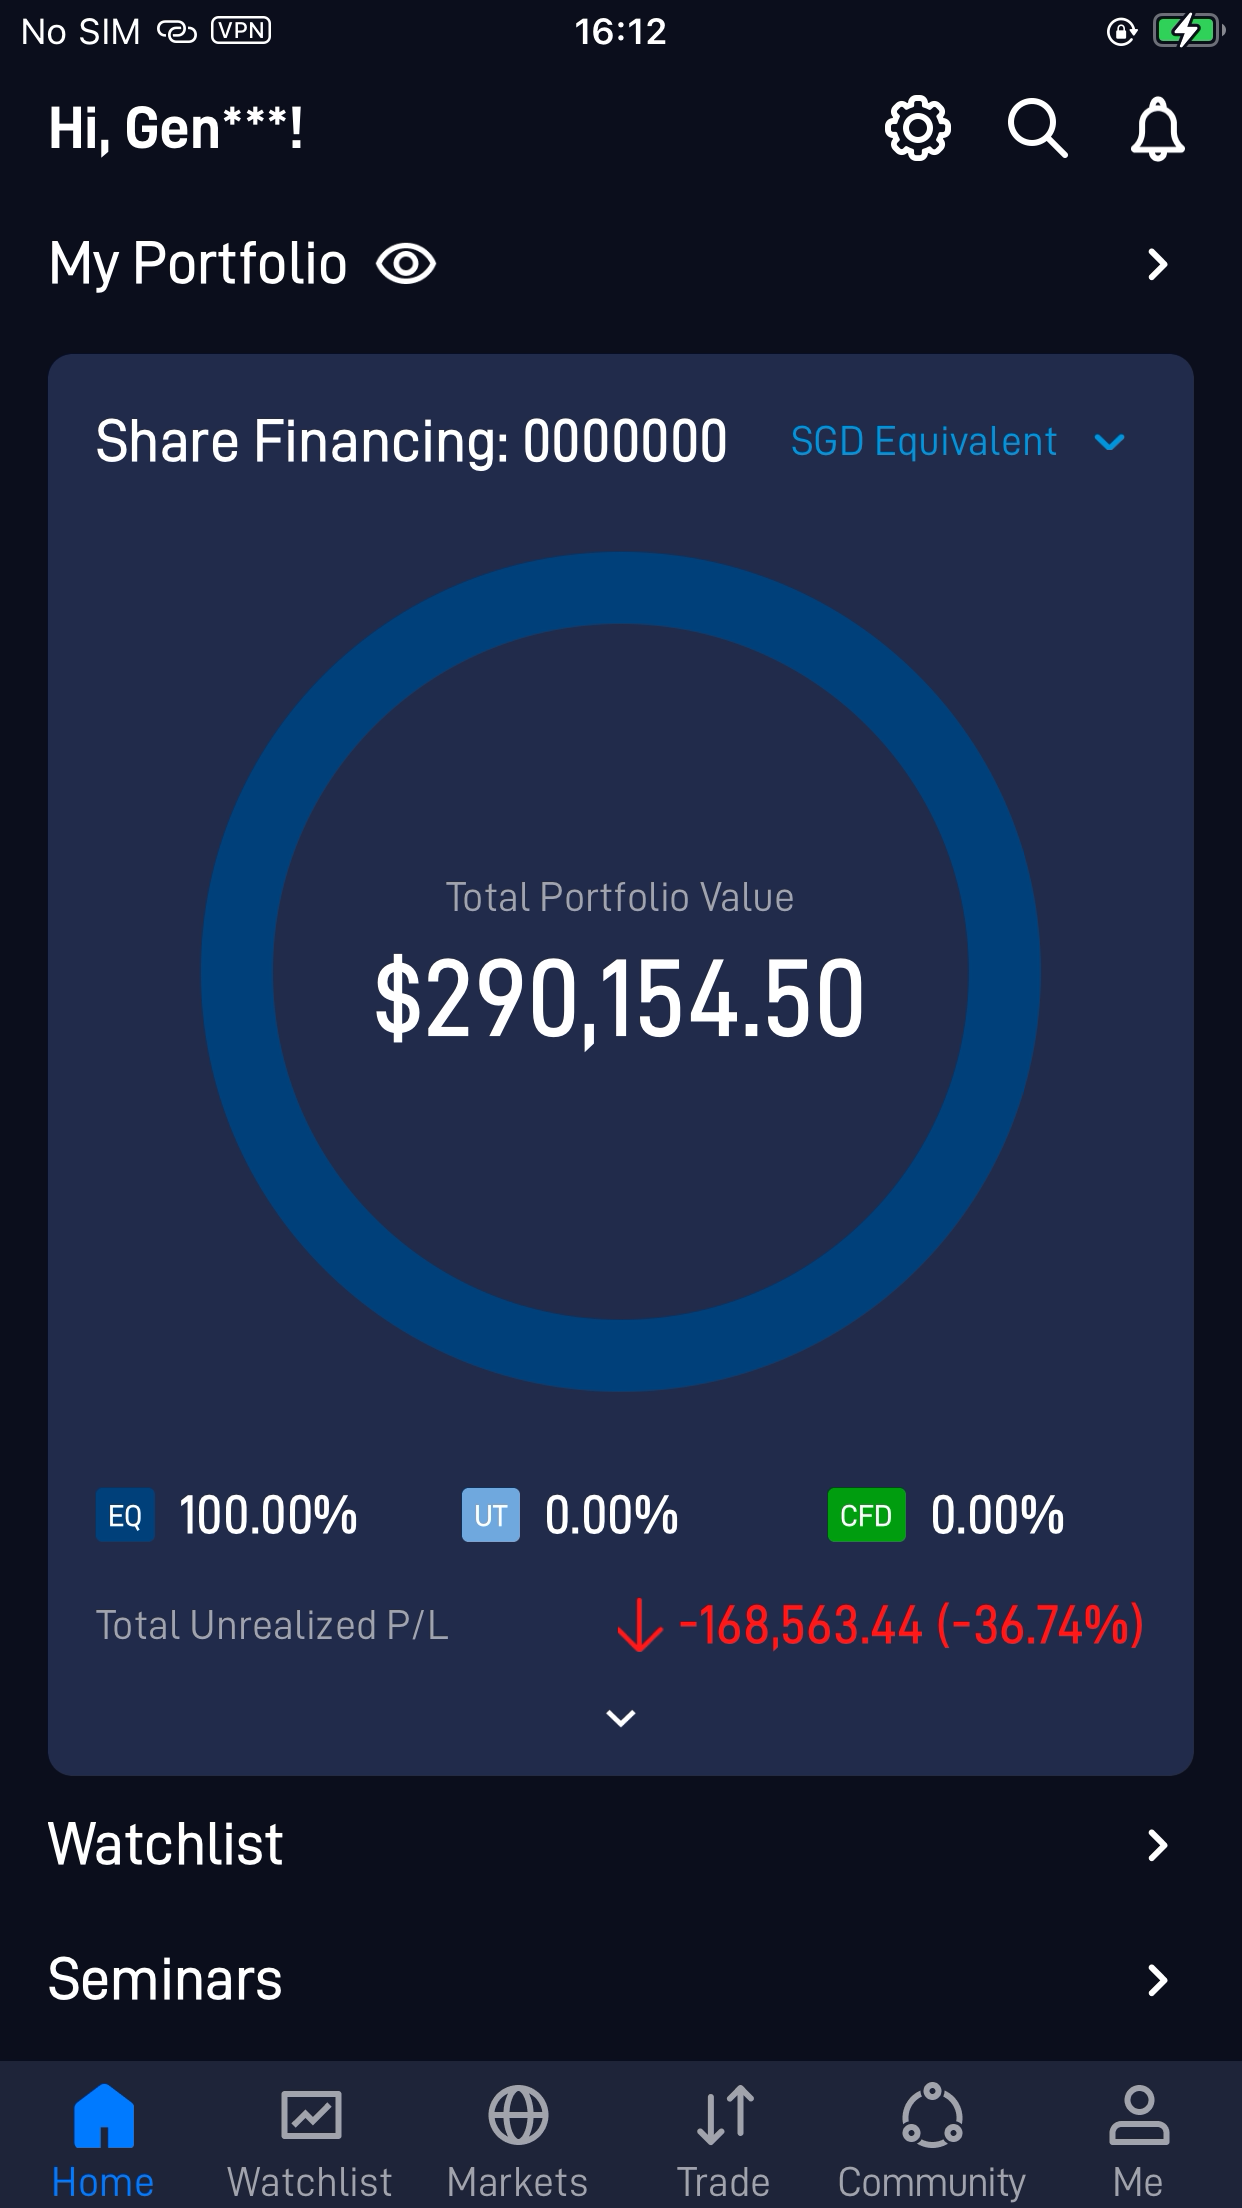 No SIM VPN 16:12
Hi, Gen***!
My Portfolio
Share Financing: 0000000 SGD Equivalent
Total Portfolio Value
$290,154.50
EQ 100.00% UT 0.00% CFD 0.00%
Total Unrealized P/L -168,563.44 (-36.74%)
Watchlist
Seminars
Home Watchlist Markets Trade Community Me